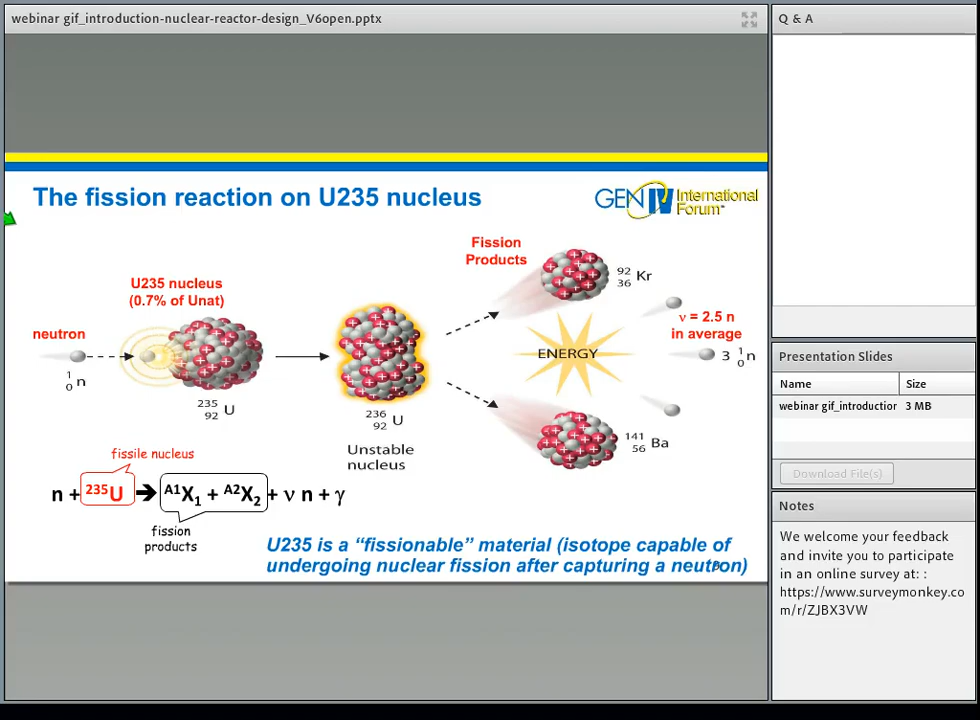 webinar gif_introduction-nuclear-reactor-design_V6open.pptx
The fission reaction on U235 nucleus
GEN IV International
Forum™
Fission
Products
92
36 Kr
U235 nucleus
(0.7% of Unat)
neutron
1
0 n
235
92 U
236
92 U
Unstable
nucleus
ENERGY
ν = 2.5 n
in average
3 1
0 n
141
56 Ba
fissile nucleus
n + 235U ➔ A1X1 + A2X2 + ν n + γ
fission
products
U235 is a “fissionable” material (isotope capable of
undergoing nuclear fission after capturing a neutron)
Q & A
Presentation Slides
Name Size
webinar gif_introduction 3 MB
Download File(s)
Notes
We welcome your feedback
and invite you to participate
in an online survey at: :
https://www.surveymonkey.co
m/r/ZJBX3VW